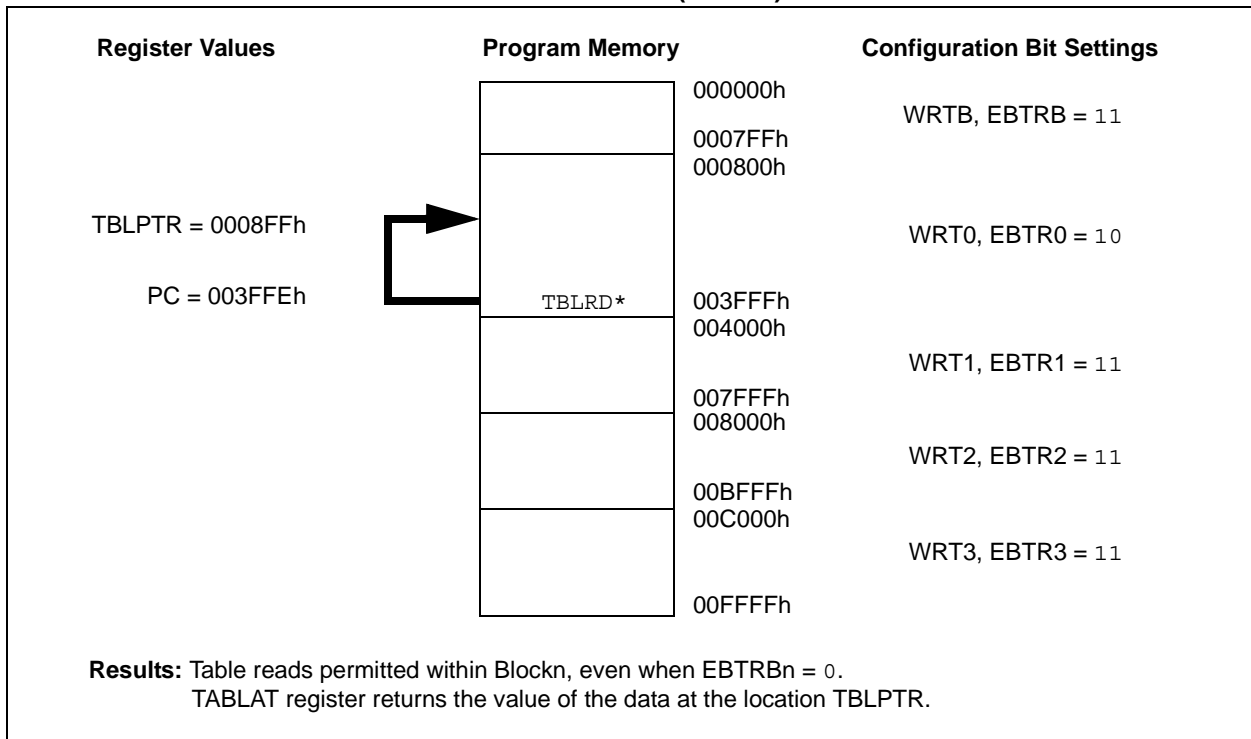 Register Values
Program Memory
Configuration Bit Settings
000000h
WRTB, EBTRB = 11
0007FFh
000800h
TBLPTR = 0008FFh
WRT0, EBTR0 = 10
PC = 003FFEh
TBLRD*
003FFFh
004000h
WRT1, EBTR1 = 11
007FFFh
008000h
WRT2, EBTR2 = 11
00BFFFh
00C000h
WRT3, EBTR3 = 11
00FFFFh
Results: Table reads permitted within Blockn, even when EBTRBn = 0.
TABLAT register returns the value of the data at the location TBLPTR.